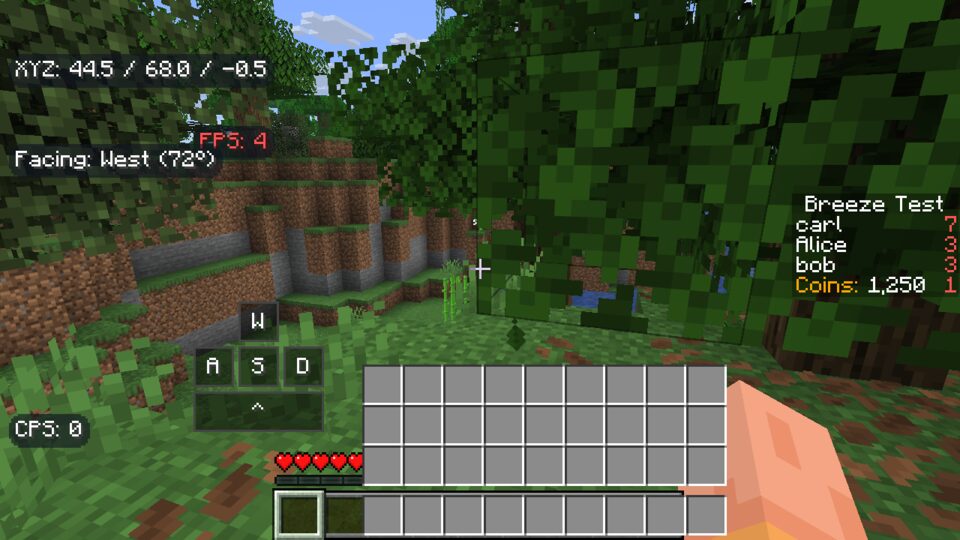 XYZ: 44.5 / 68.0 / -0.5
FPS: 4
Facing: West (72º)
Breeze Test
carl 7
Alice 3
bob 3
Coins: 1,250 1
W
A S D
^
CPS: 0